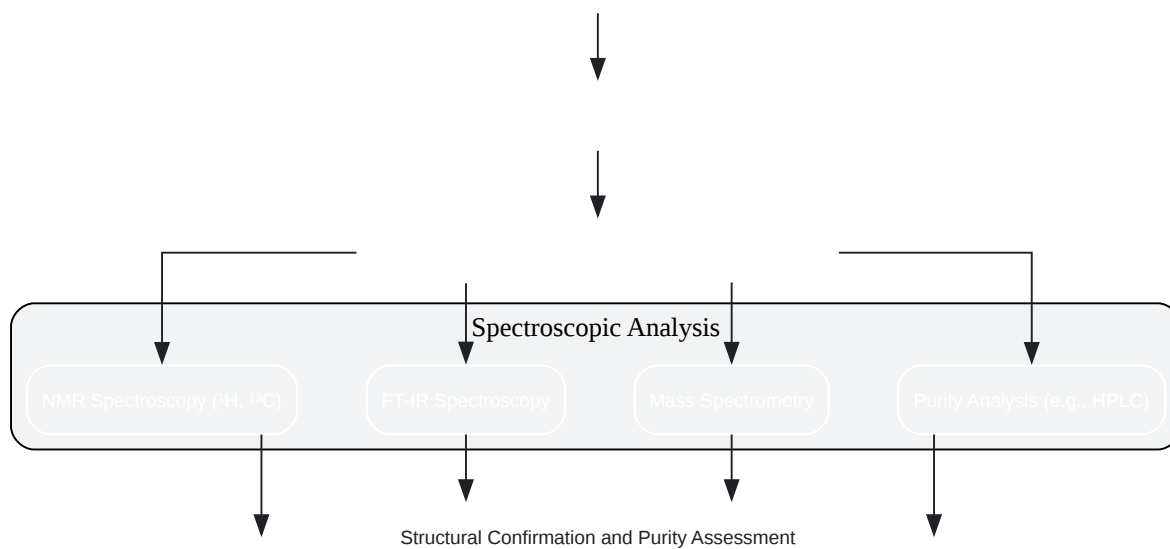 Spectroscopic Analysis
NMR Spectroscopy (¹H, ¹³C)
FT-IR Spectroscopy
Mass Spectrometry
Purity Analysis (e.g., HPLC)
Structural Confirmation and Purity Assessment